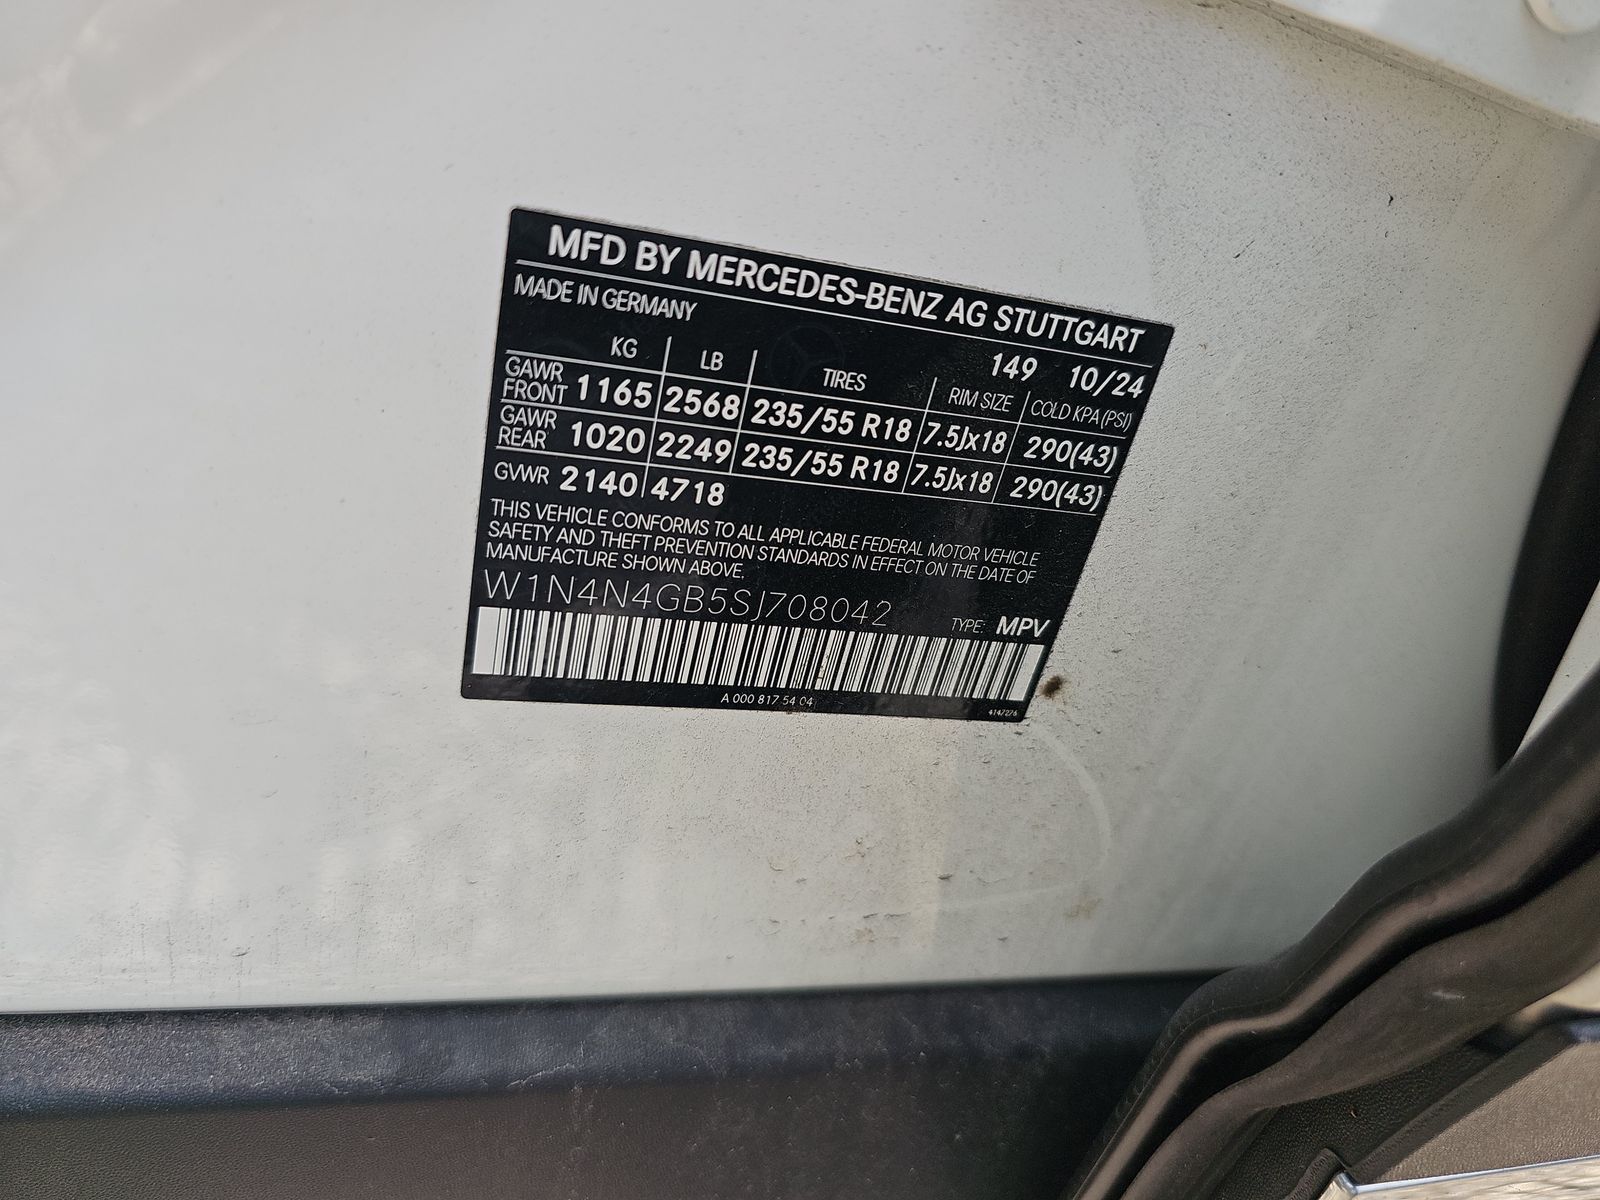 MFD BY MERCEDES-BENZ AG STUTTGART
MADE IN GERMANY
149 10/24
KG LB TIRES RIM SIZE COLD KPA(PSI)
GAWR FRONT 1165 2568 235/55 R18 7.5Jx18 290(43)
GAWR REAR 1020 2249 235/55 R18 7.5Jx18 290(43)
GVWR 2140 4718
THIS VEHICLE CONFORMS TO ALL APPLICABLE FEDERAL MOTOR VEHICLE
SAFETY AND THEFT PREVENTION STANDARDS IN EFFECT ON THE DATE OF
MANUFACTURE SHOWN ABOVE.
W1N4N4GB5SJ708042
TYPE: MPV
A 000 817 54 04
4147276